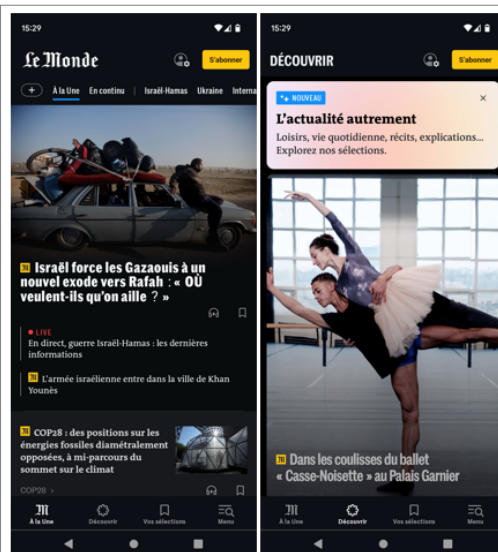 15:29
Le Monde
S'abonner
À la Une En continu Israël-Hamas Ukraine Interna
Israël force les Gazaouis à un
nouvel exode vers Rafah : « OÙ
veulent-ils qu'on aille ? »
LIVE
En direct, guerre Israël-Hamas : les dernières
informations
L'armée israélienne entre dans la ville de Khan
Younès
COP28 : des positions sur les
énergies fossiles diamétralement
opposées, à mi-parcours du
sommet sur le climat
COP28 >
À la Une Découvrir Vos sélections Menu
15:29
DÉCOUVRIR
S'abonner
NOUVEAU
L'actualité autrement
Loisirs, vie quotidienne, récits, explications...
Explorez nos sélections.
Dans les coulisses du ballet
« Casse-Noisette » au Palais Garnier
À la Une Découvrir Vos sélections Menu